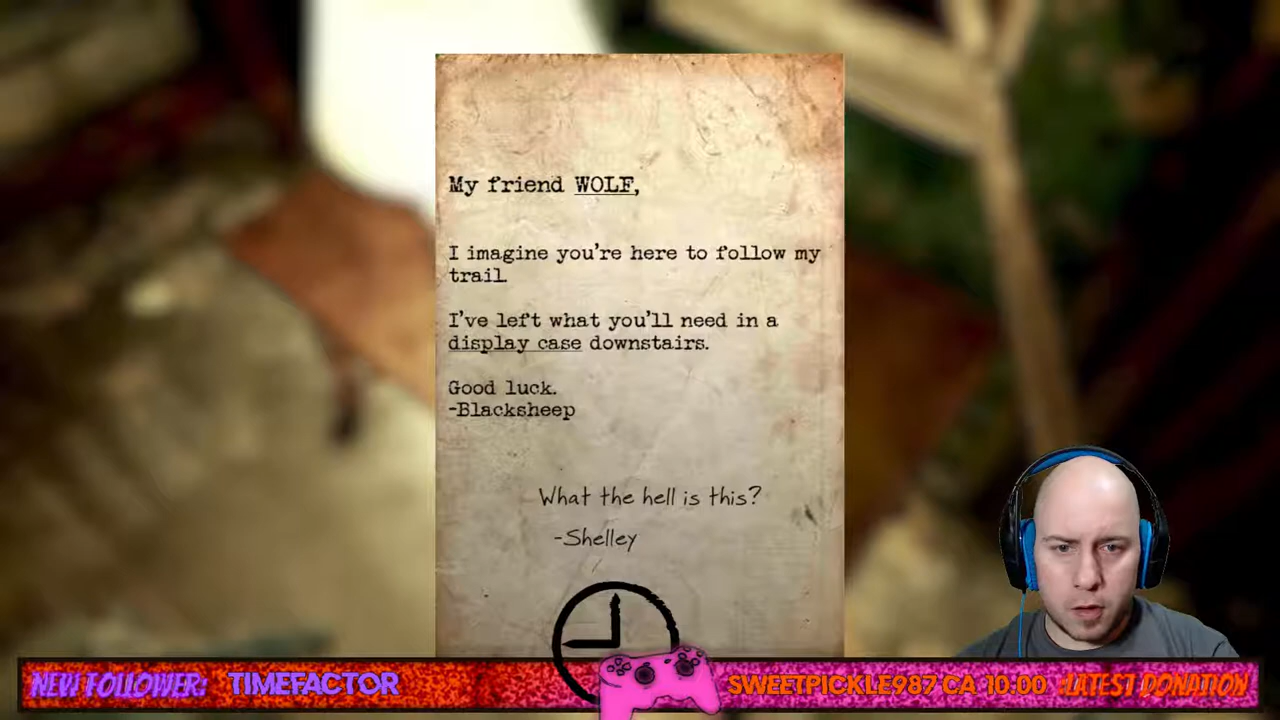 My friend WOLF,
I imagine you're here to follow my
trail.
I've left what you'll need in a
display case downstairs.
Good luck.
-Blacksheep
What the hell is this?
-Shelley
NEW FOLLOWER: TIMEFACTOR
SWEETPICKLE987 CA 10.00 :LATEST DONATION